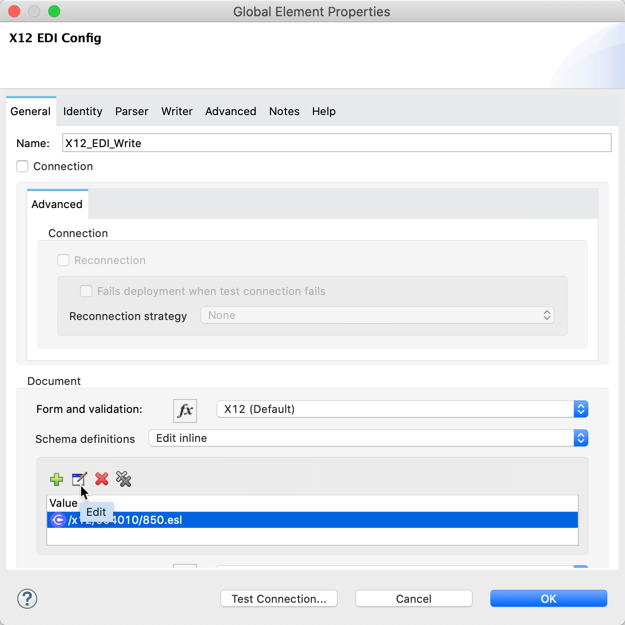 Global Element Properties
X12 EDI Config
General Identity Parser Writer Advanced Notes Help
Name: X12_EDI_Write
Connection
Advanced
Connection
Reconnection
Fails deployment when test connection fails
Reconnection strategy None
Document
Form and validation: fx X12 (Default)
Schema definitions Edit inline
Value
Edit
4010/850.esl
? Test Connection... Cancel OK